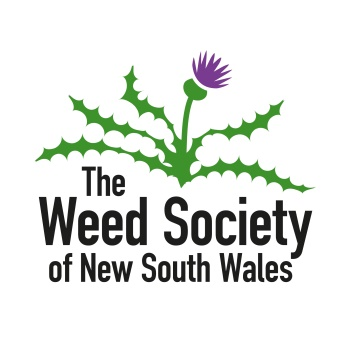 The
Weed Society
of New South Wales